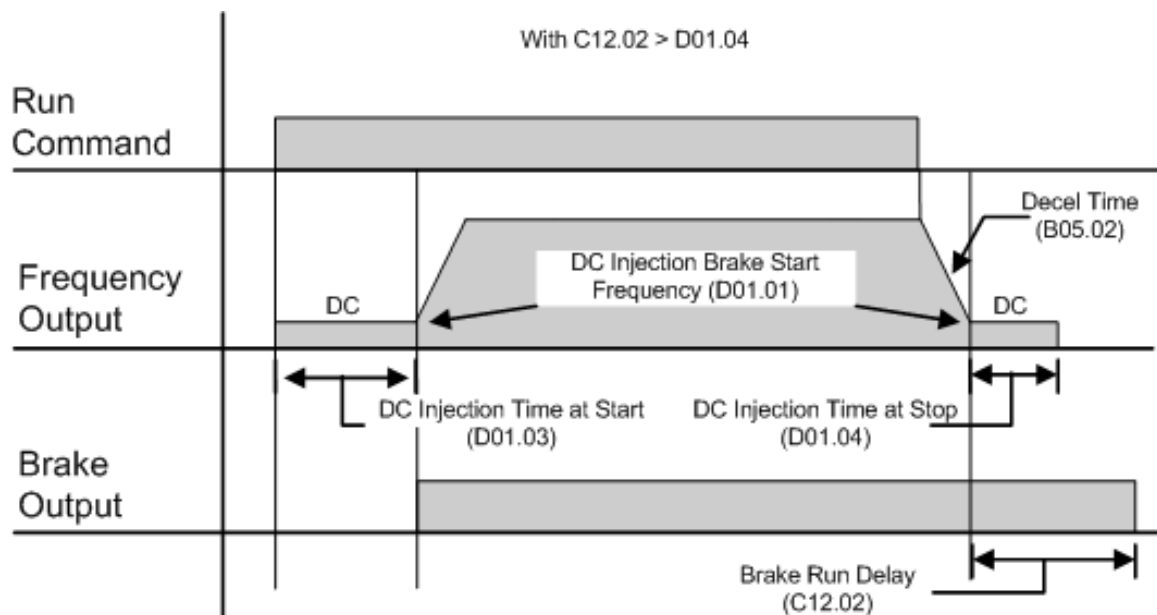 With C12.02 > D01.04
Run
Command
Decel Time
(B05.02)
DC Injection Brake Start
Frequency (D01.01)
Frequency
Output
DC
DC
DC Injection Time at Start
(D01.03)
DC Injection Time at Stop
(D01.04)
Brake
Output
Brake Run Delay
(C12.02)